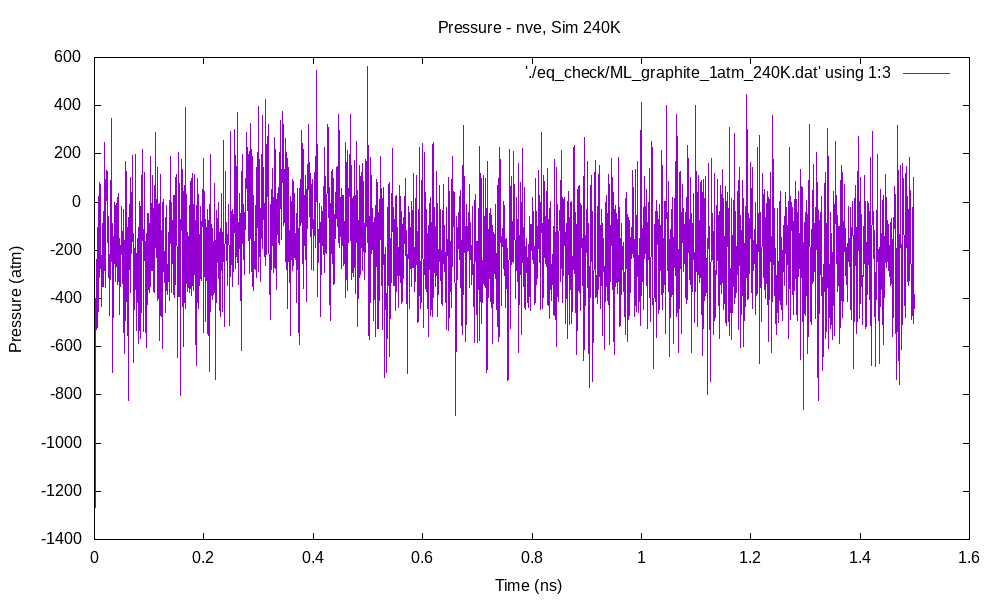 Pressure - nve, Sim 240K
'./eq_check/ML_graphite_1atm_240K.dat' using 1:3
600
400
200
0
-200
-400
-600
-800
-1000
-1200
-1400
Pressure (atm)
0 0.2 0.4 0.6 0.8 1 1.2 1.4 1.6
Time (ns)